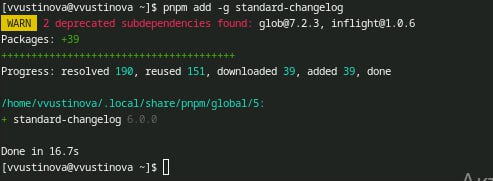 [vvustinova@vvustinova ~]$ pnpm add -g standard-changelog
WARN 2 deprecated subdependencies found: glob@7.2.3, inflight@1.0.6
Packages: +39
+++++++++++++++++++++++++++++++++++++++
Progress: resolved 190, reused 151, downloaded 39, added 39, done
/home/vvustinova/.local/share/pnpm/global/5:
+ standard-changelog 6.0.0
Done in 16.7s
[vvustinova@vvustinova ~]$